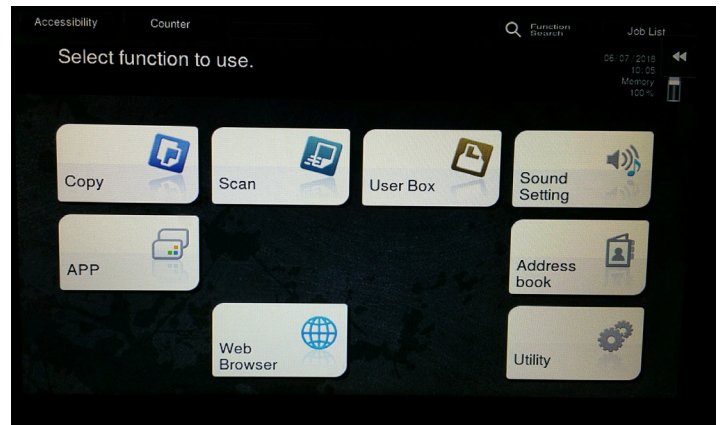 Accessibility
Counter
Function
Search
Job List
Select function to use.
06/07/2018
10:05
Memory
100%
Copy
Scan
User Box
Sound
Setting
APP
Address
book
Web
Browser
Utility